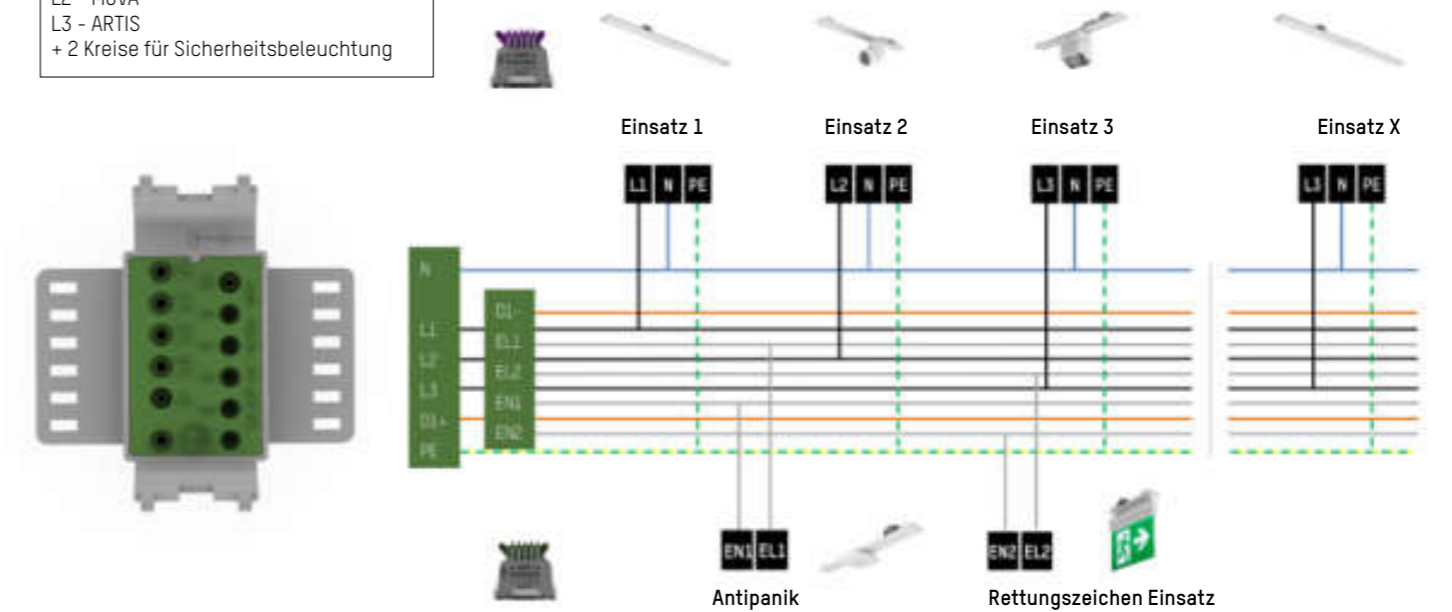 L3 - ARTIS
+ 2 Kreise für Sicherheitsbeleuchtung
Einsatz 1
Einsatz 2
Einsatz 3
Einsatz X
L1 N PE
L2 N PE
L3 N PE
L3 N PE
N
D1-
L1
EL1
L2
EL2
L3
EN1
D1+
EN2
PE
EN1 EL1
EN2 EL2
Antipanik
Rettungszeichen Einsatz